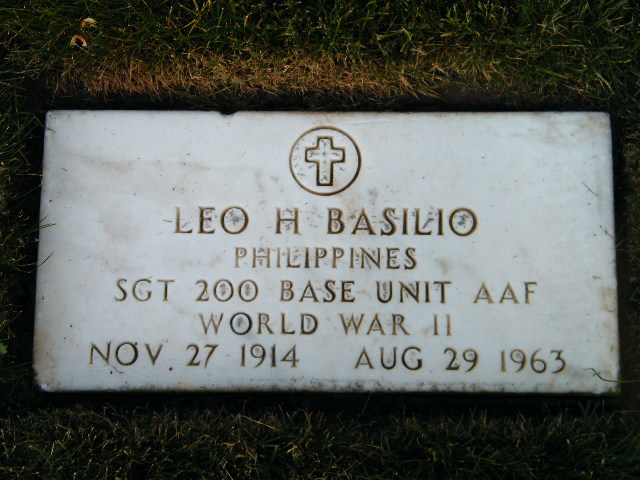 LEO H BASILIO
PHILIPPINES
SGT 200 BASE UNIT AAF
WORLD WAR II
NOV 27 1914 AUG 29 1963